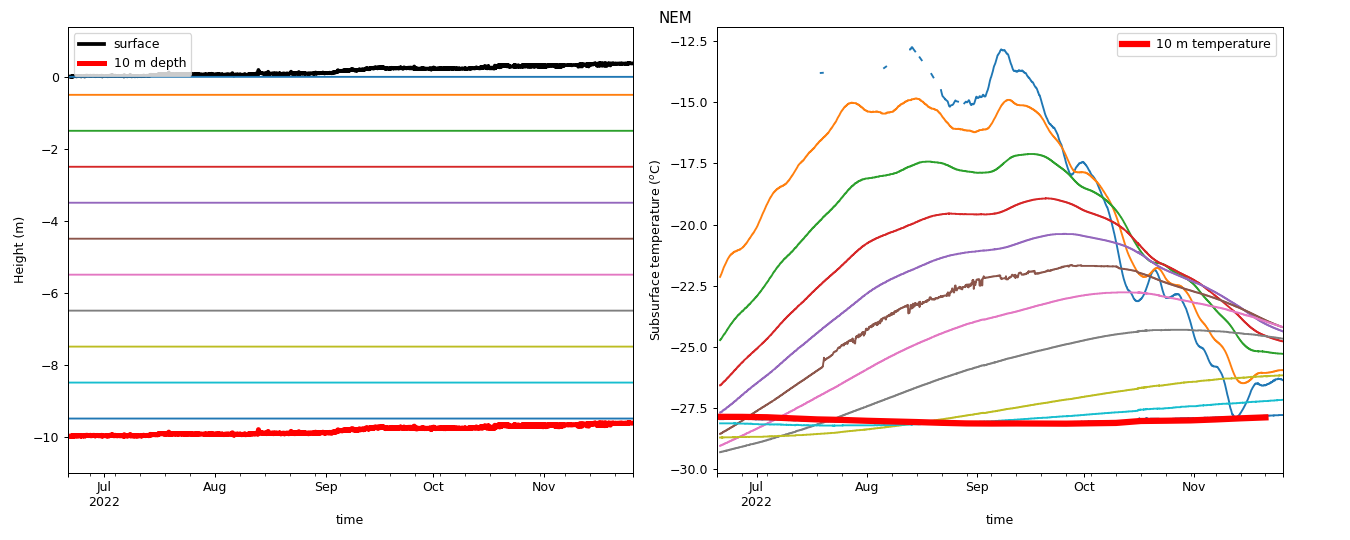 NEM
surface
10 m depth
0
−2
−4
−6
−8
−10
Height (m)
Jul
2022
Aug
Sep
Oct
Nov
time
10 m temperature
−12.5
−15.0
−17.5
−20.0
−22.5
−25.0
−27.5
−30.0
Subsurface temperature (°C)
Jul
2022
Aug
Sep
Oct
Nov
time